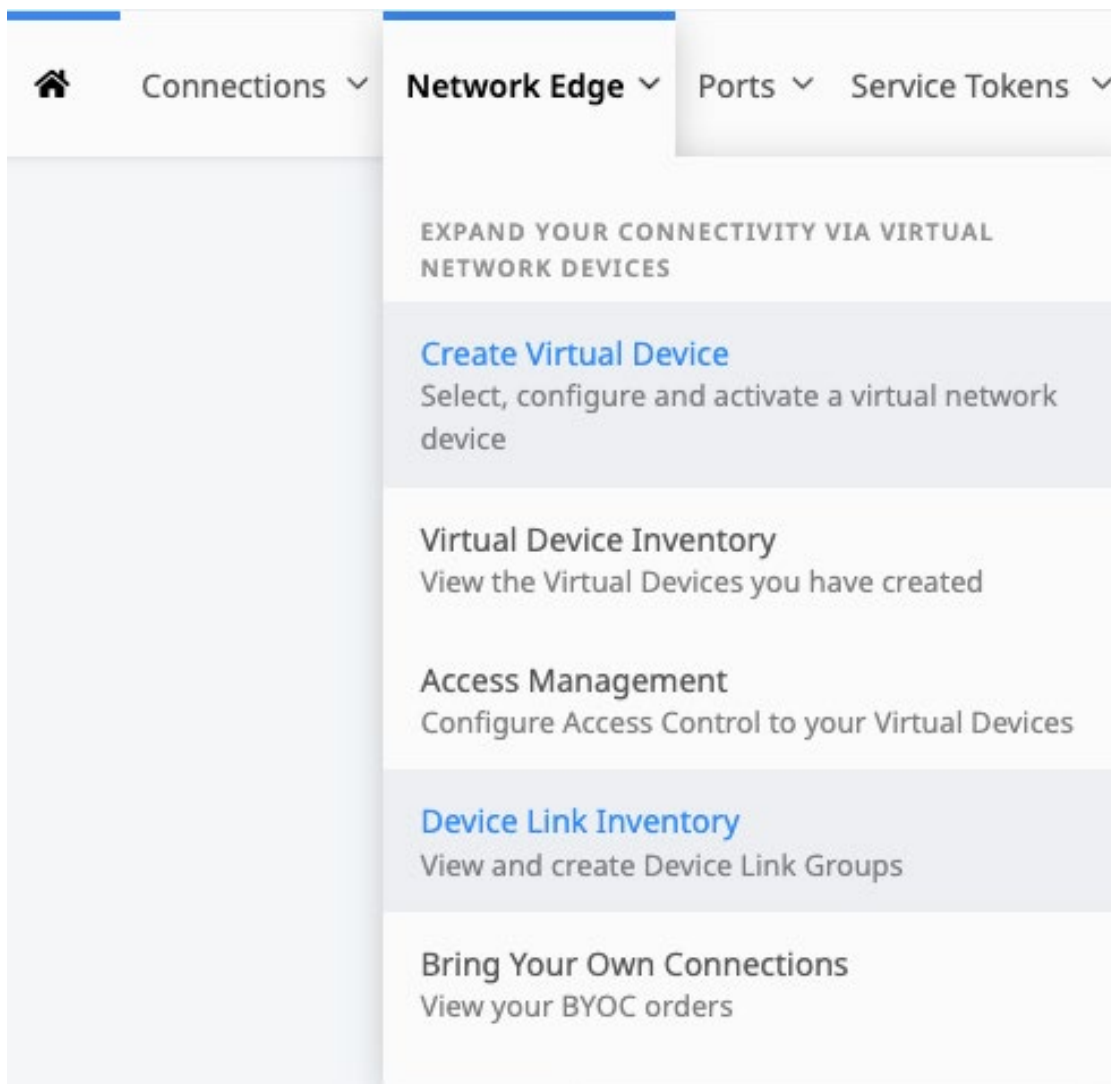 Connections Network Edge Ports Service Tokens
EXPAND YOUR CONNECTIVITY VIA VIRTUAL
NETWORK DEVICES
Create Virtual Device
Select, configure and activate a virtual network
device
Virtual Device Inventory
View the Virtual Devices you have created
Access Management
Configure Access Control to your Virtual Devices
Device Link Inventory
View and create Device Link Groups
Bring Your Own Connections
View your BYOC orders